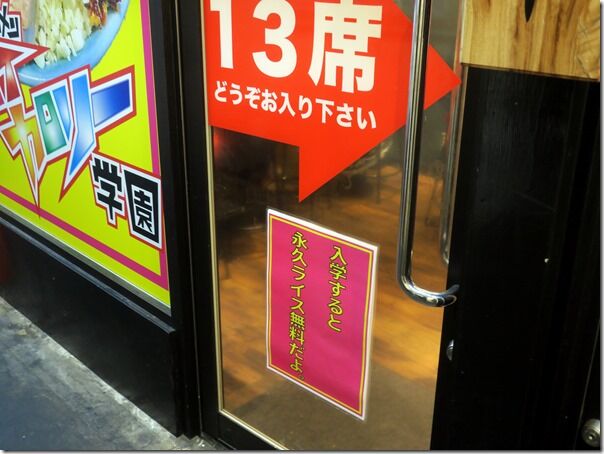 13席
どうぞお入り下さい
カロリー
学園
入学すると
永久ライス無料だよ。